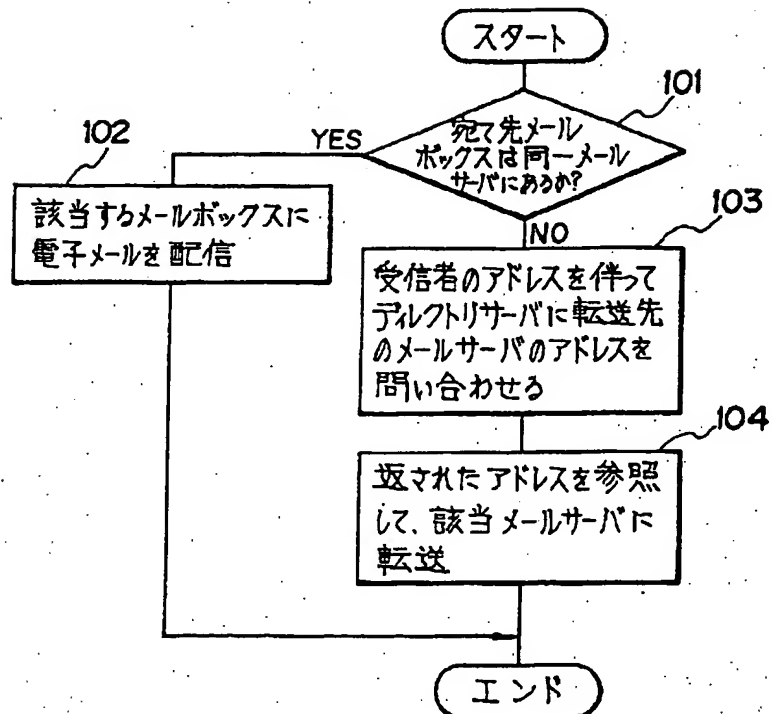 スタート
101
宛て先メール
ボックスは同一メール
サーバにあるか?
YES
NO
102
該当するメールボックスに
電子メールを配信
103
受信者のアドレスを伴って
ディレクトリサーバに転送先
のメールサーバのアドレスを
問い合わせる
104
返されたアドレスを参照
して、該当メールサーバに
転送
エンド